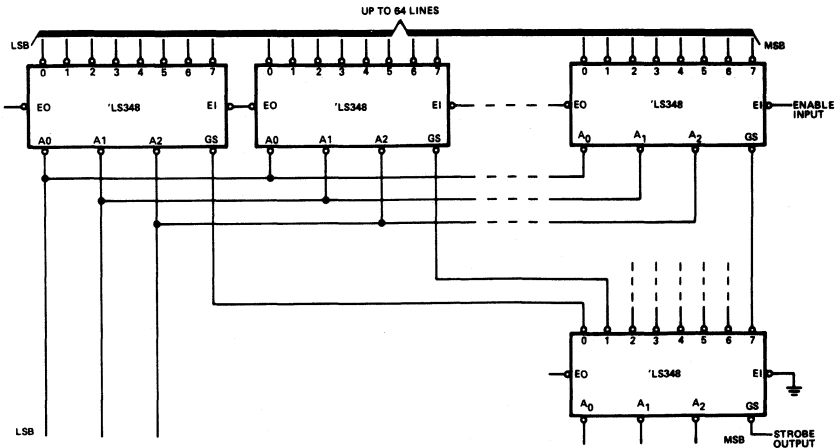 UP TO 64 LINES
LSB
MSB
0 1 2 3 4 5 6 7
0 1 2 3 4 5 6 7
0 1 2 3 4 5 6 7
EO 'LS348 EI
EO 'LS348 EI
EO 'LS348 EI
ENABLE
INPUT
A0 A1 A2 GS
A0 A1 A2 GS
A0 A1 A2 GS
0 1 2 3 4 5 6 7
EO 'LS348 EI
A0 A1 A2 GS
LSB
MSB
STROBE
OUTPUT